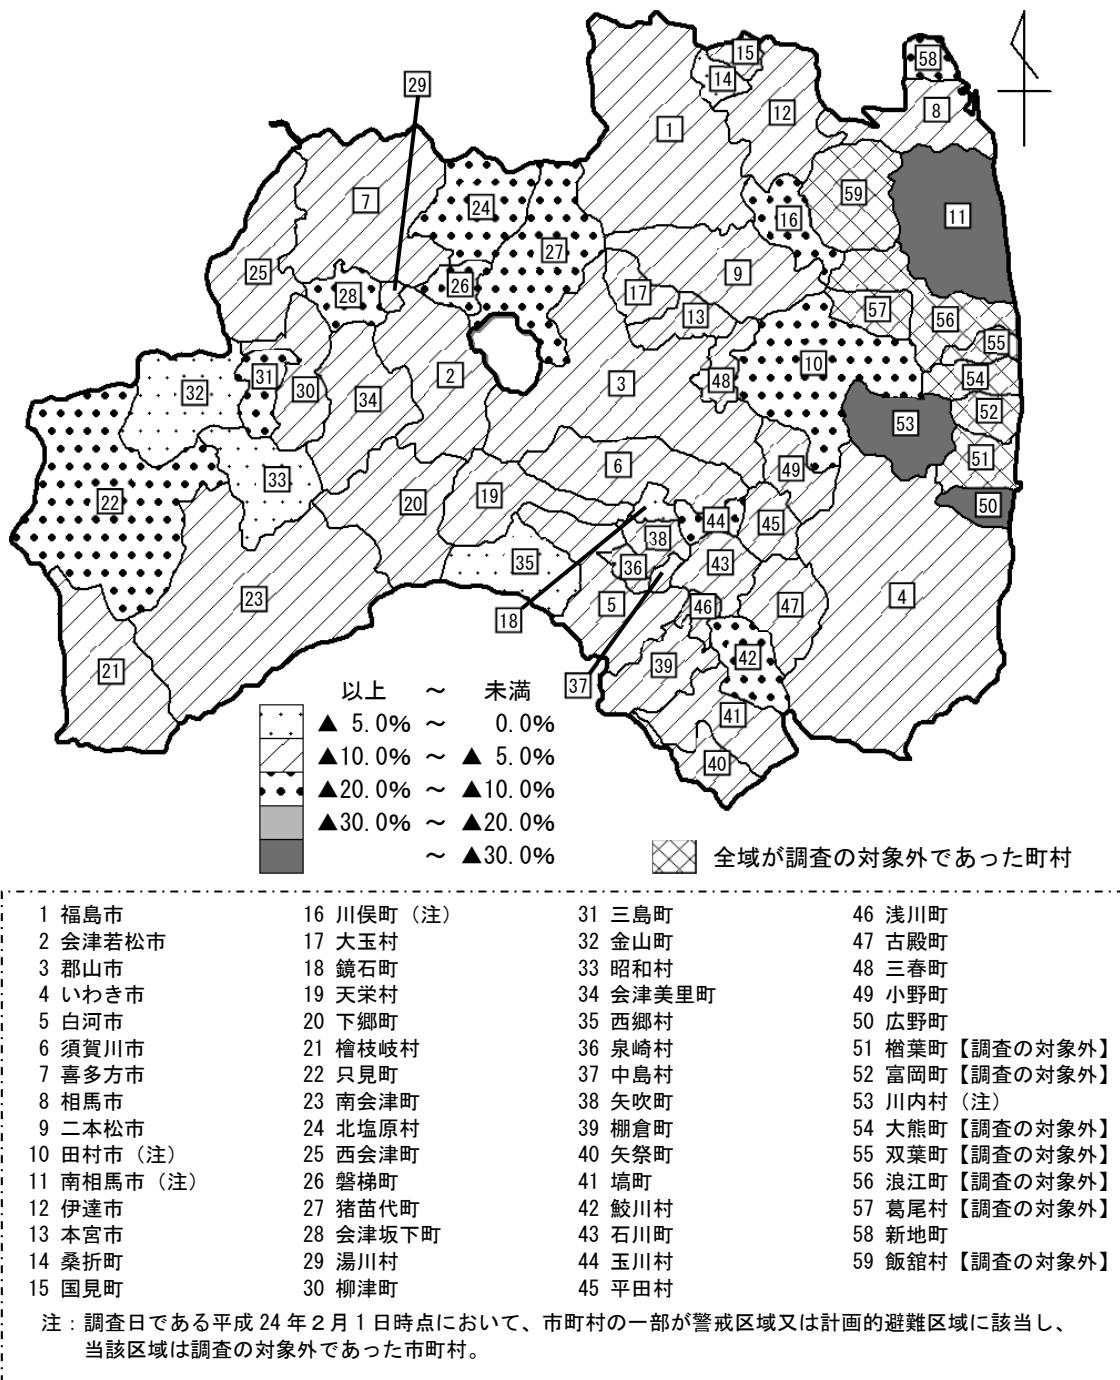 29
15
58
14
12
8
1
59
7
16
11
24
27
9
25
26
28
17
57
13
56
55
10
2
31
32
30
34
3
48
54
52
53
6
51
49
33
22
20
19
50
44
45
38
35
36
43
23
5
46
47
4
18
39
42
21
37
41
40
以上 ～ 未満
▲ 5.0% ～ 0.0%
▲10.0% ～ ▲ 5.0%
▲20.0% ～ ▲10.0%
▲30.0% ～ ▲20.0%
～ ▲30.0%
全域が調査の対象外であった町村
1 福島市
2 会津若松市
3 郡山市
4 いわき市
5 白河市
6 須賀川市
7 喜多方市
8 相馬市
9 二本松市
10 田村市（注）
11 南相馬市（注）
12 伊達市
13 本宮市
14 桑折町
15 国見町
16 川俣町（注）
17 大玉村
18 鏡石町
19 天栄村
20 下郷町
21 檜枝岐村
22 只見町
23 南会津町
24 北塩原村
25 西会津町
26 磐梯町
27 猪苗代町
28 会津坂下町
29 湯川村
30 柳津町
31 三島町
32 金山町
33 昭和村
34 会津美里町
35 西郷村
36 泉崎村
37 中島村
38 矢吹町
39 棚倉町
40 矢祭町
41 塙町
42 鮫川村
43 石川町
44 玉川村
45 平田村
46 浅川町
47 古殿町
48 三春町
49 小野町
50 広野町
51 楢葉町【調査の対象外】
52 富岡町【調査の対象外】
53 川内村（注）
54 大熊町【調査の対象外】
55 双葉町【調査の対象外】
56 浪江町【調査の対象外】
57 葛尾村【調査の対象外】
58 新地町
59 飯舘村【調査の対象外】
注：調査日である平成 24 年２月１日時点において、市町村の一部が警戒区域又は計画的避難区域に該当し、
当該区域は調査の対象外であった市町村。